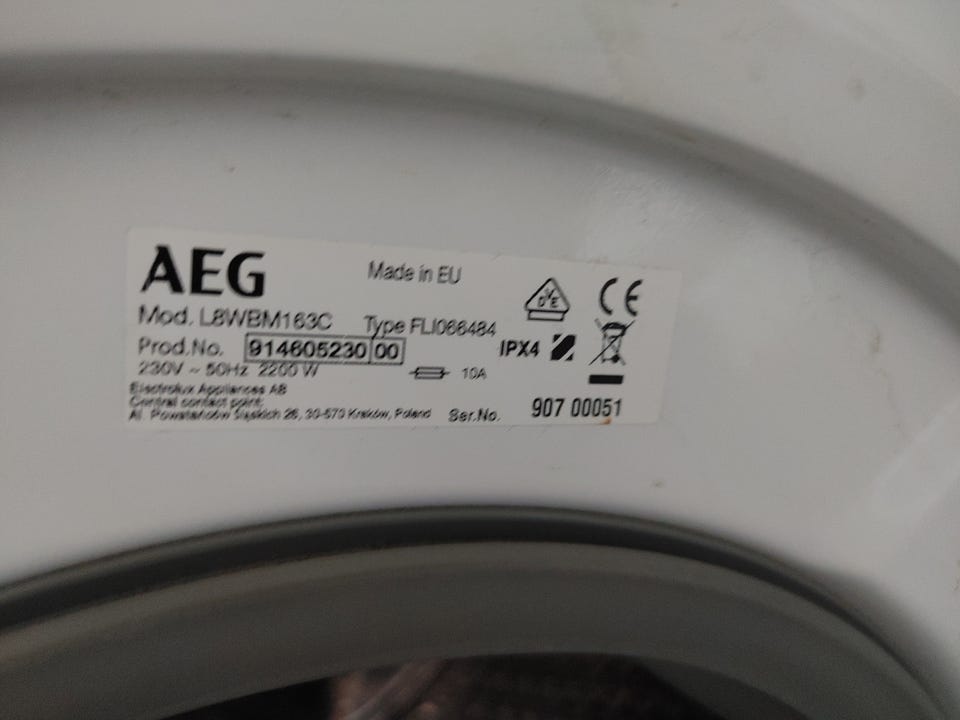 AEG
Made in EU
Mod. L8WBM163C Type FLI066484
Prod.No. 914605230 00 IPX4
230V ~ 50Hz 2200 W 10A
Electrolux Appliances AB
Central contact point:
Al. Powstańców Śląskich 26, 30-570 Kraków, Poland Ser.No. 907 00051